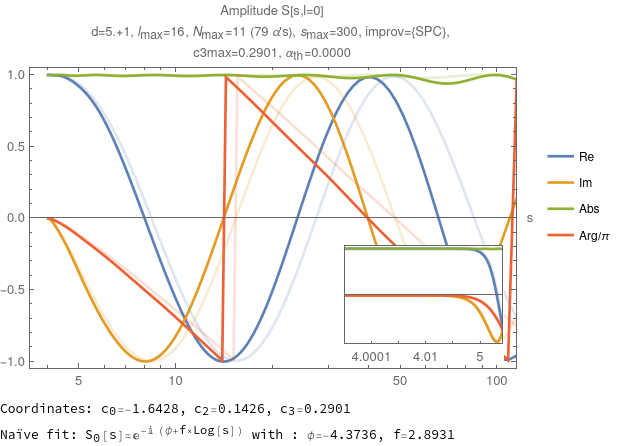 Amplitude S[s,l=0]
d=5.+1, lmax=16, Nmax=11 (79 α's), smax=300, improv={SPC},
c3max=0.2901, αth=0.0000
1.0
0.5
0.0
-0.5
-1.0
5
10
50
100
s
4.0001
4.01
5
Re
Im
Abs
Arg/π
Coordinates: c0=-1.6428, c2=0.1426, c3=0.2901
Naïve fit: S0[s]=e^-i (ϕ+f×Log[s]) with : ϕ=-4.3736, f=2.8931